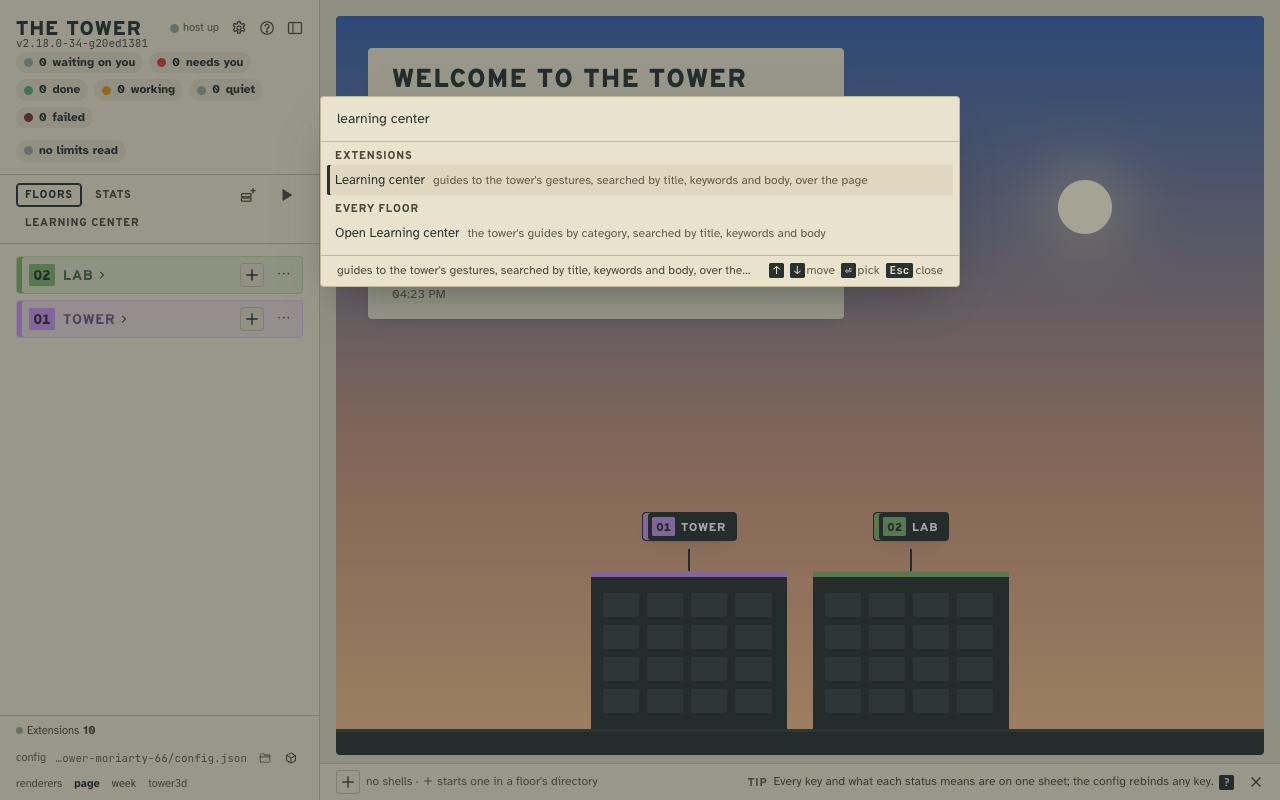 THE TOWER
host up
v2.18.0-34-g20ed1381
0 waiting on you
0 needs you
0 done
0 working
0 quiet
0 failed
no limits read
FLOORS
STATS
LEARNING CENTER
02 LAB ›
+ ...
01 TOWER ›
+ ...
Extensions 10
config …ower-moriarty-66/config.json
renderers page week tower3d
WELCOME TO THE TOWER
learning center
EXTENSIONS
Learning center guides to the tower's gestures, searched by title, keywords and body, over the page
EVERY FLOOR
Open Learning center the tower's guides by category, searched by title, keywords and body
guides to the tower's gestures, searched by title, keywords and body, over the… ↑ ↓ move ⏎ pick Esc close
04:23 PM
01 TOWER
02 LAB
+ no shells · + starts one in a floor's directory
TIP Every key and what each status means are on one sheet; the config rebinds any key. ?